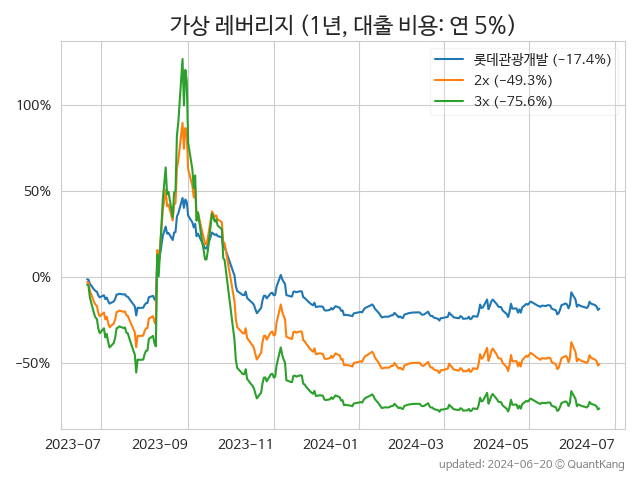 가상 레버리지 (1년, 대출 비용: 연 5%)
롯데관광개발 (-17.4%)
2x (-49.3%)
3x (-75.6%)
100%
50%
0%
-50%
2023-07 2023-09 2023-11 2024-01 2024-03 2024-05 2024-07
updated: 2024-06-20 © QuantKang